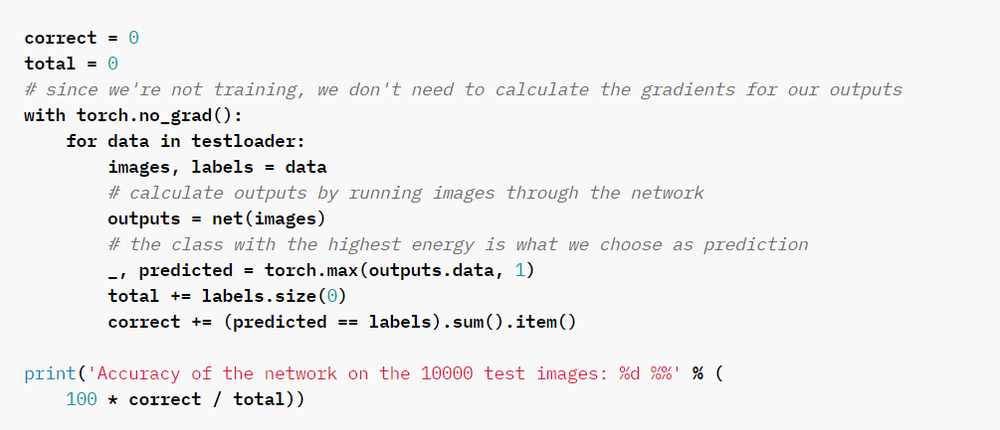 correct = 0
total = 0
# since we're not training, we don't need to calculate the gradients for our outputs
with torch.no_grad():
    for data in testloader:
        images, labels = data
        # calculate outputs by running images through the network
        outputs = net(images)
        # the class with the highest energy is what we choose as prediction
        _, predicted = torch.max(outputs.data, 1)
        total += labels.size(0)
        correct += (predicted == labels).sum().item()

print('Accuracy of the network on the 10000 test images: %d %%' % (
    100 * correct / total))